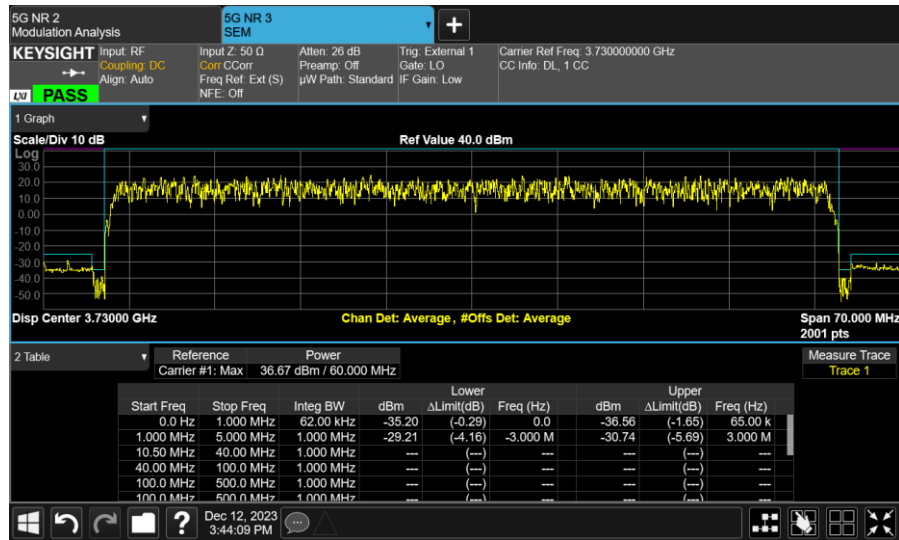 5G NR 2
Modulation Analysis
5G NR 3
SEM
KEYSIGHT
LXI
PASS
Input: RF
Coupling: DC
Align: Auto
Input Z: 50 Ω
Corr CCorr
Freq Ref: Ext (S)
NFE: Off
Atten: 26 dB
Preamp: Off
µW Path: Standard
Trig: External 1
Gate: LO
IF Gain: Low
Carrier Ref Freq: 3.730000000 GHz
CC Info: DL, 1 CC
1 Graph
Scale/Div 10 dB
Ref Value 40.0 dBm
Log
30.0
20.0
10.0
0.00
-10.0
-20.0
-30.0
-40.0
-50.0
Disp Center 3.73000 GHz
Chan Det: Average , #Offs Det: Average
Span 70.000 MHz
2001 pts
2 Table
Reference Power
Carrier #1: Max 36.67 dBm / 60.000 MHz
Measure Trace
Trace 1
Lower Upper
Start Freq Stop Freq Integ BW dBm ΔLimit(dB) Freq (Hz) dBm ΔLimit(dB) Freq (Hz)
0.0 Hz 1.000 MHz 62.00 kHz -35.20 (-0.29) 0.0 -36.56 (-1.65) 65.00 k
1.000 MHz 5.000 MHz 1.000 MHz -29.21 (-4.16) -3.000 M -30.74 (-5.69) 3.000 M
10.50 MHz 40.00 MHz 1.000 MHz --- (---) --- --- (---) ---
40.00 MHz 100.0 MHz 1.000 MHz --- (---) --- --- (---) ---
100.0 MHz 500.0 MHz 1.000 MHz --- (---) --- --- (---) ---
100.0 MHz 500.0 MHz 1.000 MHz --- (---) --- --- (---) ---
?
Dec 12, 2023
3:44:09 PM